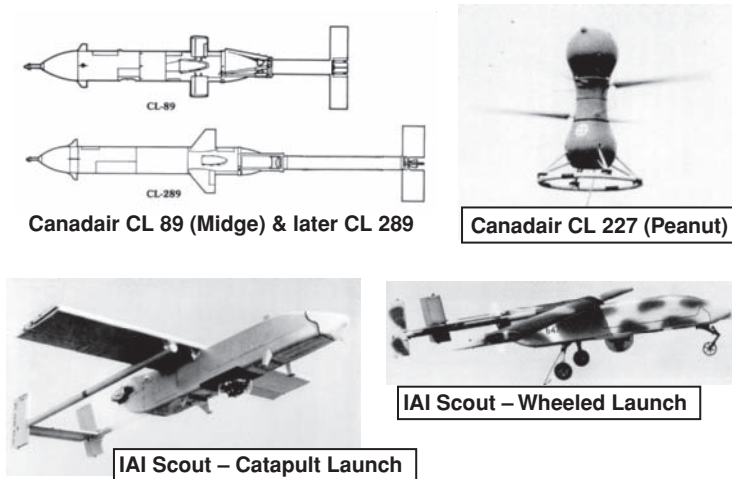 CL-89
CL-289
Canadair CL 89 (Midge) & later CL 289
Canadair CL 227 (Peanut)
IAI Scout – Catapult Launch
IAI Scout – Wheeled Launch